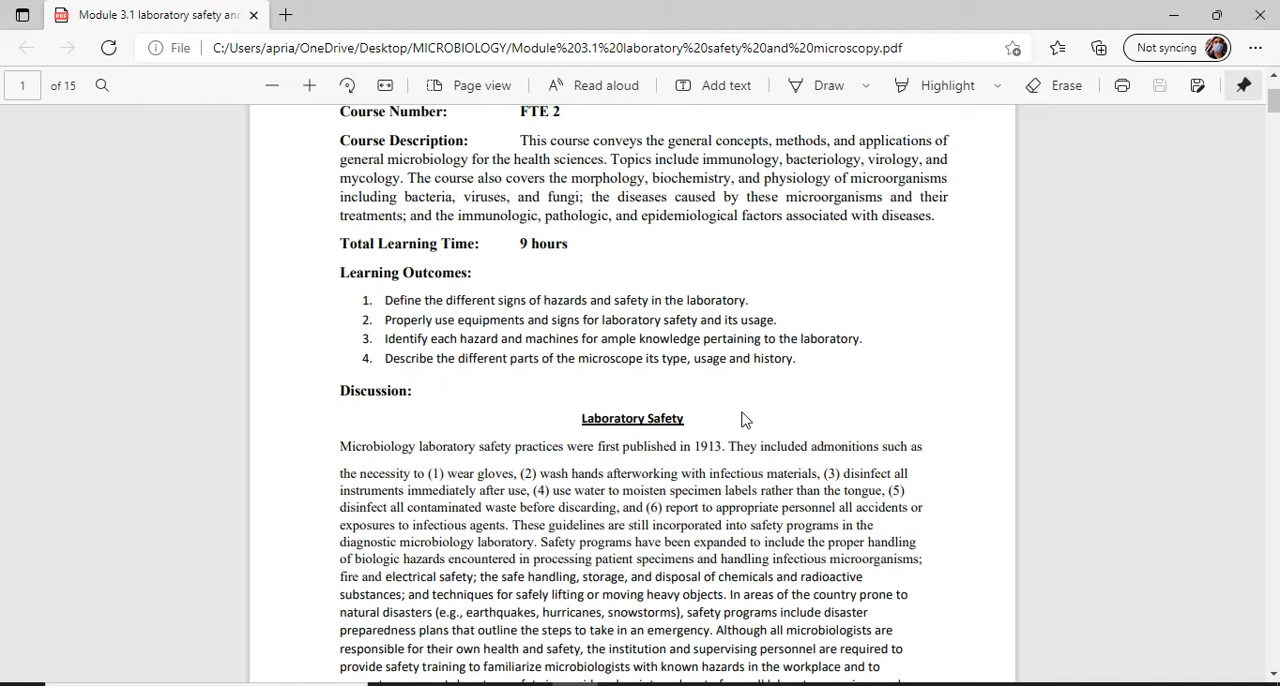 Module 3.1 laboratory safety and
File C:/Users/apria/OneDrive/Desktop/MICROBIOLOGY/Module%203.1%20laboratory%20safety%20and%20microscopy.pdf Not syncing
1 of 15 Page view Read aloud Add text Draw Highlight Erase
Course Number: FTE 2
Course Description: This course conveys the general concepts, methods, and applications of
general microbiology for the health sciences. Topics include immunology, bacteriology, virology, and
mycology. The course also covers the morphology, biochemistry, and physiology of microorganisms
including bacteria, viruses, and fungi; the diseases caused by these microorganisms and their
treatments; and the immunologic, pathologic, and epidemiological factors associated with diseases.
Total Learning Time: 9 hours
Learning Outcomes:
1. Define the different signs of hazards and safety in the laboratory.
2. Properly use equipments and signs for laboratory safety and its usage.
3. Identify each hazard and machines for ample knowledge pertaining to the laboratory.
4. Describe the different parts of the microscope its type, usage and history.
Discussion:
Laboratory Safety
Microbiology laboratory safety practices were first published in 1913. They included admonitions such as
the necessity to (1) wear gloves, (2) wash hands afterworking with infectious materials, (3) disinfect all
instruments immediately after use, (4) use water to moisten specimen labels rather than the tongue, (5)
disinfect all contaminated waste before discarding, and (6) report to appropriate personnel all accidents or
exposures to infectious agents. These guidelines are still incorporated into safety programs in the
diagnostic microbiology laboratory. Safety programs have been expanded to include the proper handling
of biologic hazards encountered in processing patient specimens and handling infectious microorganisms;
fire and electrical safety; the safe handling, storage, and disposal of chemicals and radioactive
substances; and techniques for safely lifting or moving heavy objects. In areas of the country prone to
natural disasters (e.g., earthquakes, hurricanes, snowstorms), safety programs include disaster
preparedness plans that outline the steps to take in an emergency. Although all microbiologists are
responsible for their own health and safety, the institution and supervising personnel are required to
provide safety training to familiarize microbiologists with known hazards in the workplace and to